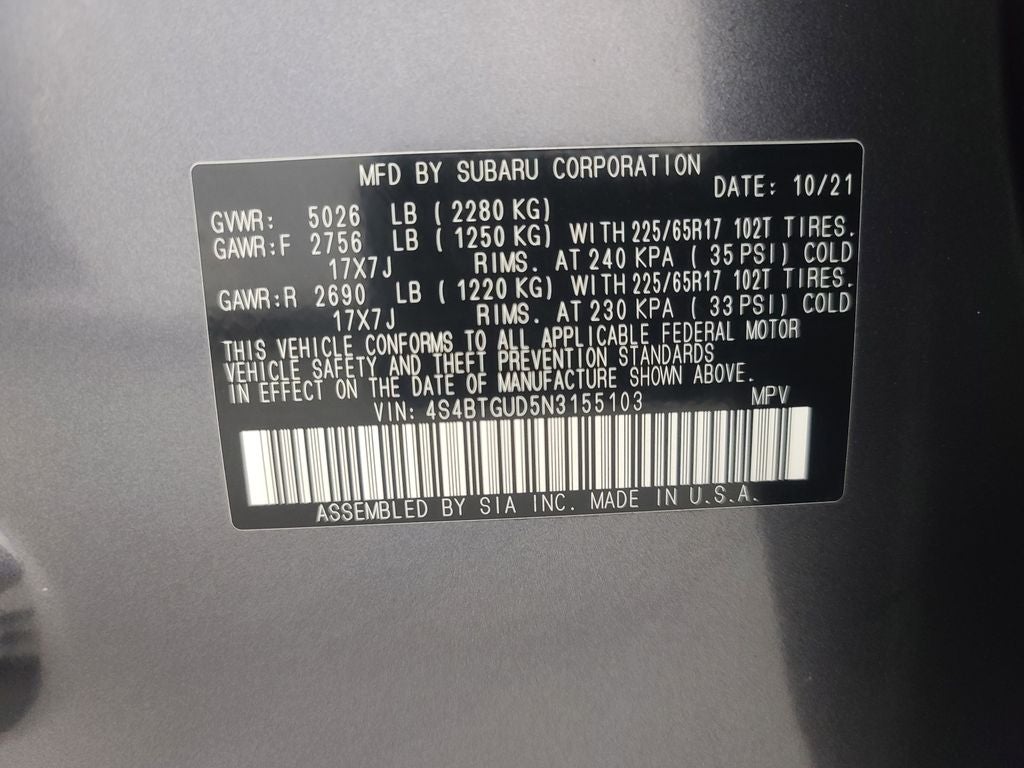 MFD BY SUBARU CORPORATION DATE: 10/21
GVWR: 5026 LB ( 2280 KG)
GAWR:F 2756 LB ( 1250 KG) WITH 225/65R17 102T TIRES.
17X7J RIMS. AT 240 KPA ( 35 PSI) COLD
GAWR:R 2690 LB ( 1220 KG) WITH 225/65R17 102T TIRES.
17X7J RIMS. AT 230 KPA ( 33 PSI) COLD
THIS VEHICLE CONFORMS TO ALL APPLICABLE FEDERAL MOTOR
VEHICLE SAFETY AND THEFT PREVENTION STANDARDS
IN EFFECT ON THE DATE OF MANUFACTURE SHOWN ABOVE.
VIN: 4S4BTGUD5N3155103 MPV
ASSEMBLED BY SIA INC. MADE IN U.S.A.